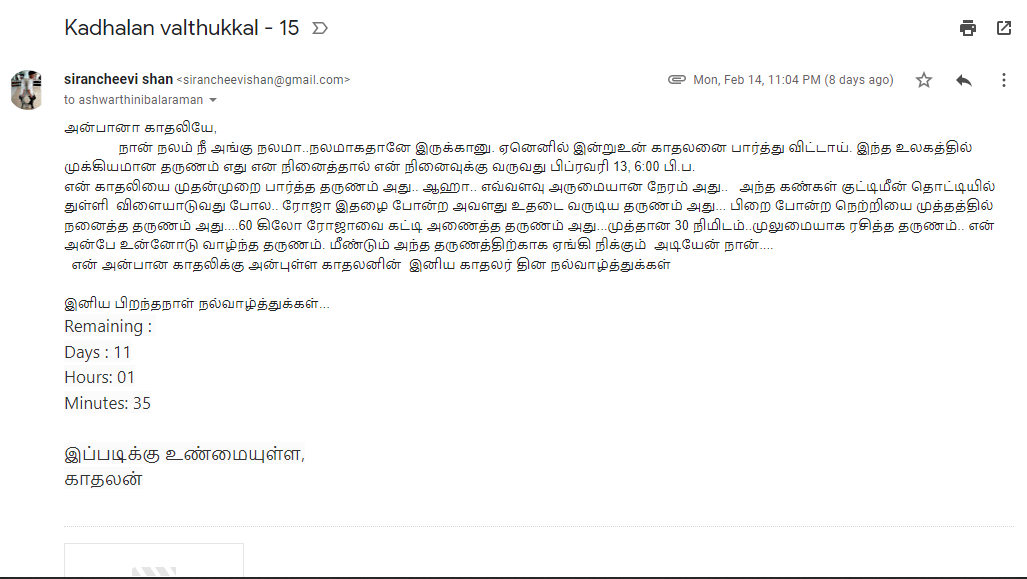 Kadhalan valthukkal - 15
sirancheevi shan <sirancheevishan@gmail.com>
Mon, Feb 14, 11:04 PM (8 days ago)
to ashwarthinibalaraman
அன்பானா காதலியே,
நான் நலம் நீ அங்கு நலமா..நலமாகதானே இருக்கானு. ஏனெனில் இன்றுஉன் காதலனை பார்த்து விட்டாய். இந்த உலகத்தில்
முக்கியமான தருணம் எது என நினைத்தால் என் நினைவுக்கு வருவது பிப்ரவரி 13, 6:00 பி.ப.
என் காதலியை முதன்முறை பார்த்த தருணம் அது.. ஆஹா.. எவ்வளவு அருமையான நேரம் அது.. அந்த கண்கள் குட்டிமீன் தொட்டியில்
துள்ளி விளையாடுவது போல.. ரோஜா இதழை போன்ற அவளது உதடை வருடிய தருணம் அது... பிறை போன்ற நெற்றியை முத்தத்தில்
நனைத்த தருணம் அது....60 கிலோ ரோஜாவை கட்டி அணைத்த தருணம் அது...முத்தான 30 நிமிடம்..முலுமையாக ரசித்த தருணம்.. என்
அன்பே உன்னோடு வாழ்ந்த தருணம். மீண்டும் அந்த தருணத்திற்காக ஏங்கி நிக்கும் அடியேன் நான்....
என் அன்பான காதலிக்கு அன்புள்ள காதலனின் இனிய காதலர் தின நல்வாழ்த்துக்கள்
இனிய பிறந்தநாள் நல்வாழ்த்துக்கள்...
Remaining :
Days : 11
Hours: 01
Minutes: 35
இப்படிக்கு உண்மையுள்ள,
காதலன்